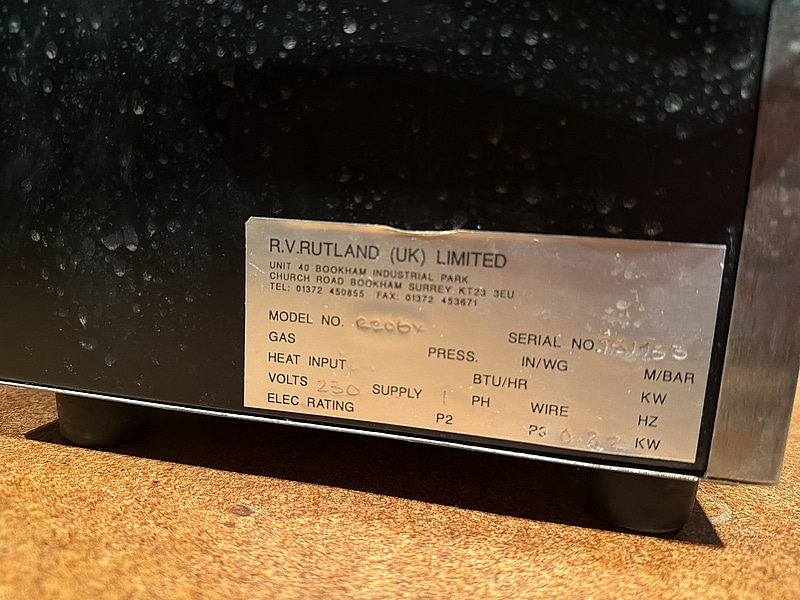 R.V.RUTLAND (UK) LIMITED
UNIT 40 BOOKHAM INDUSTRIAL PARK
CHURCH ROAD BOOKHAM SURREY KT23 3EU
TEL: 01372 450855 FAX: 01372 453671
MODEL NO. SERIAL NO.
GAS PRESS. IN/WG M/BAR
HEAT INPUT BTU/HR KW
VOLTS 230 SUPPLY 1 PH WIRE HZ
ELEC RATING P2 P3 KW